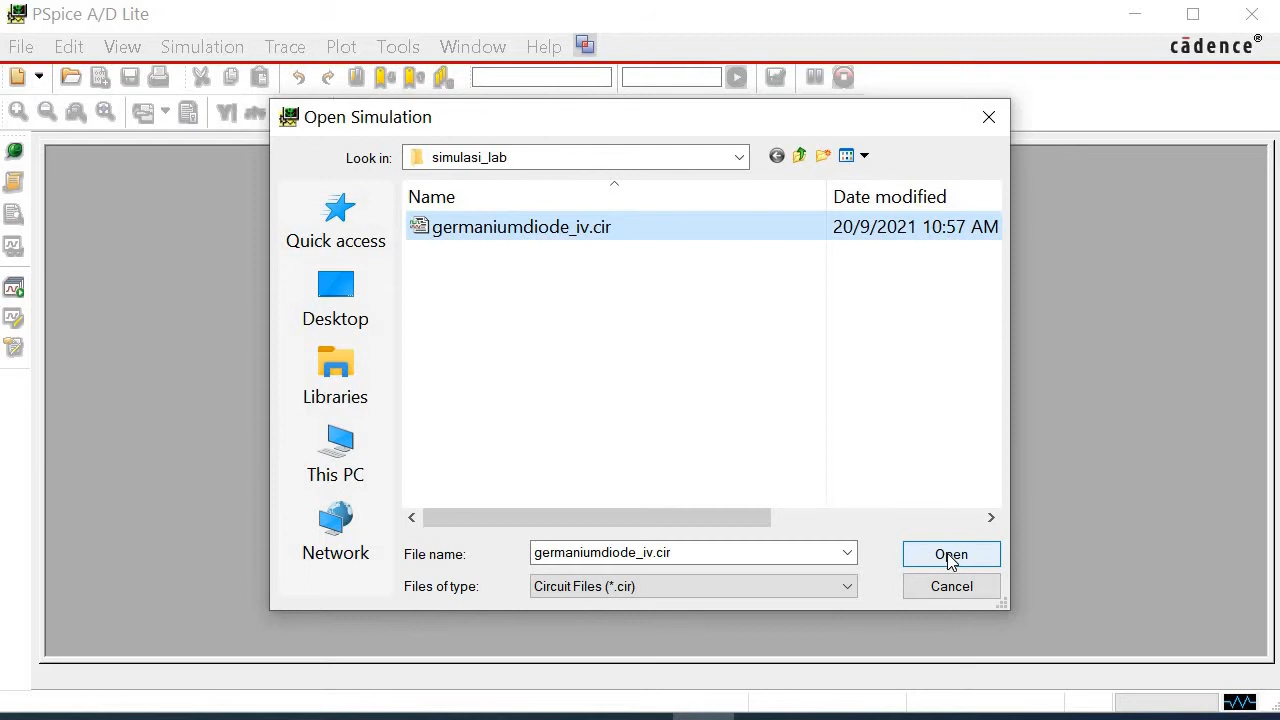 PSpice A/D Lite
File Edit View Simulation Trace Plot Tools Window Help cādence®
Open Simulation
Look in: simulasi_lab
Name Date modified
germaniumdiode_iv.cir 20/9/2021 10:57 AM
Quick access
Desktop
Libraries
This PC
Network
File name: germaniumdiode_iv.cir Open
Files of type: Circuit Files (*.cir) Cancel